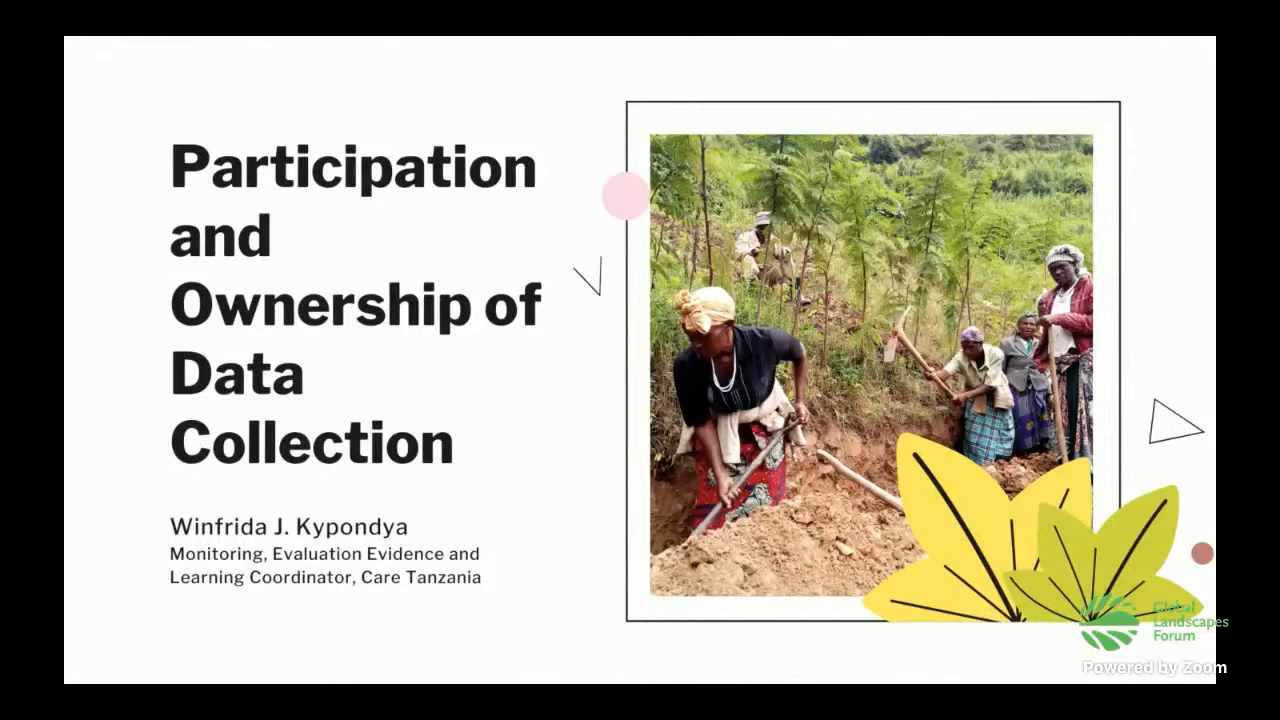 Participation
and
Ownership of
Data
Collection
Winfrida J. Kypondya
Monitoring, Evaluation Evidence and
Learning Coordinator, Care Tanzania
Global
Landscapes
Forum
Powered by Zoom